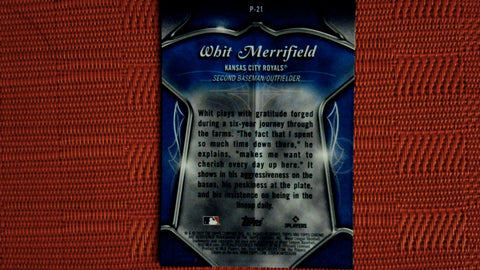 P-21
Whit Merrifield
KANSAS CITY ROYALS®
SECOND BASEMAN/OUTFIELDER
Whit plays with gratitude forged
during a six-year journey through
the farms. "The fact that I spent
so much time down there," he
explains, "makes me want to
cherish every day up here." It
shows in his aggressiveness on the
bases, his peskiness at the plate,
and his insistence on being in the
lineup daily.
Topps
PLAYERS